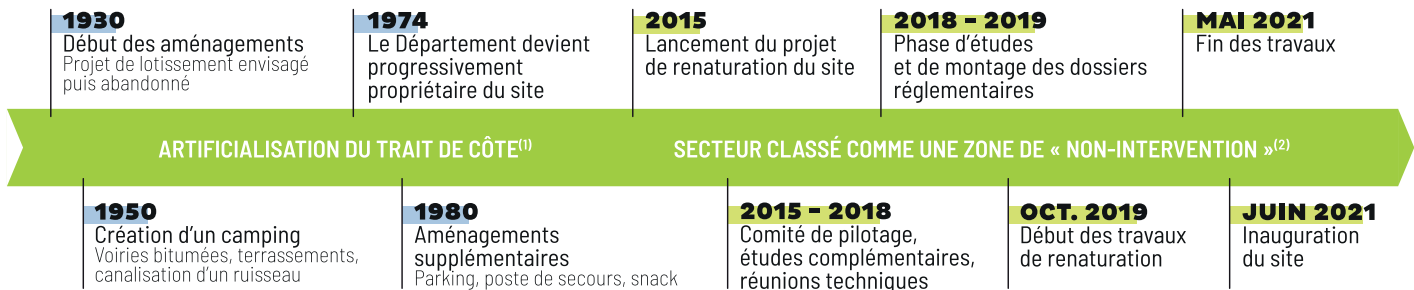 1930
Début des aménagements
Projet de lotissement envisagé
puis abandonné
1974
Le Département devient
progressivement
propriétaire du site
2015
Lancement du projet
de renaturation du site
2018 – 2019
Phase d’études
et de montage des dossiers
réglementaires
MAI 2021
Fin des travaux
ARTIFICIALISATION DU TRAIT DE CÔTE(1)
SECTEUR CLASSÉ COMME UNE ZONE DE « NON-INTERVENTION »(2)
1950
Création d’un camping
Voiries bitumées, terrassements,
canalisation d’un ruisseau
1980
Aménagements
supplémentaires
Parking, poste de secours, snack
2015 – 2018
Comité de pilotage,
études complémentaires,
réunions techniques
OCT. 2019
Début des travaux
de renaturation
JUIN 2021
Inauguration
du site